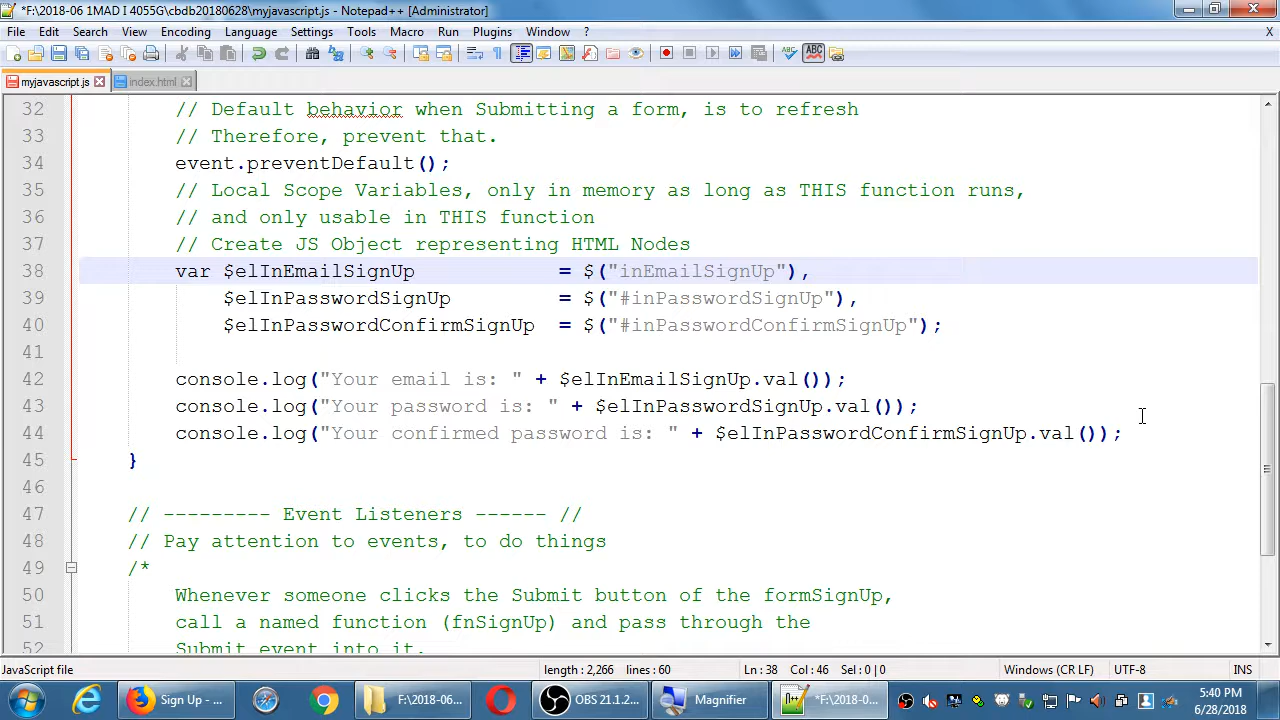 *F:\2018-06 1MAD I 4055G\cbdb20180628\myjavascript.js - Notepad++ [Administrator]
File Edit Search View Encoding Language Settings Tools Macro Run Plugins Window ? X
myjavascript.js index.html
32 // Default behavior when Submitting a form, is to refresh
33 // Therefore, prevent that.
34 event.preventDefault();
35 // Local Scope Variables, only in memory as long as THIS function runs,
36 // and only usable in THIS function
37 // Create JS Object representing HTML Nodes
38 var $elInEmailSignUp = $("inEmailSignUp"),
39 $elInPasswordSignUp = $("#inPasswordSignUp"),
40 $elInPasswordConfirmSignUp = $("#inPasswordConfirmSignUp");
41
42 console.log("Your email is: " + $elInEmailSignUp.val());
43 console.log("Your password is: " + $elInPasswordSignUp.val());
44 console.log("Your confirmed password is: " + $elInPasswordConfirmSignUp.val());
45 }
46
47 // --------- Event Listeners ------ //
48 // Pay attention to events, to do things
49 /*
50 Whenever someone clicks the Submit button of the formSignUp,
51 call a named function (fnSignUp) and pass through the
52 Submit event into it.
JavaScript file length : 2,266 lines : 60 Ln : 38 Col : 46 Sel : 0 | 0 Windows (CR LF) UTF-8 INS
Sign Up - ... F:\2018-06... OBS 21.1.2... Magnifier *F:\2018-0... 5:40 PM
6/28/2018